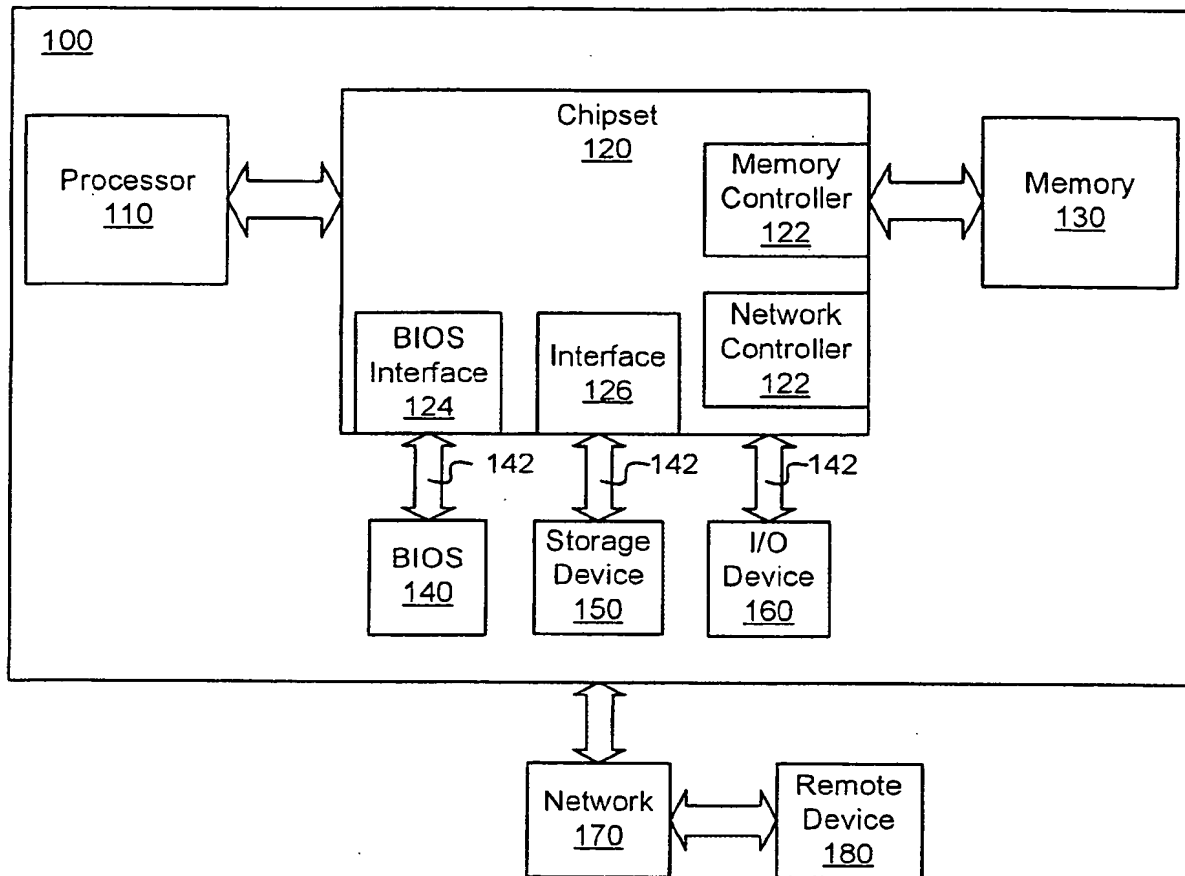 100
Chipset
120
Processor
110
Memory
Controller
122
Memory
130
BIOS
Interface
124
Interface
126
Network
Controller
122
142
142
142
BIOS
140
Storage
Device
150
I/O
Device
160
Network
170
Remote
Device
180